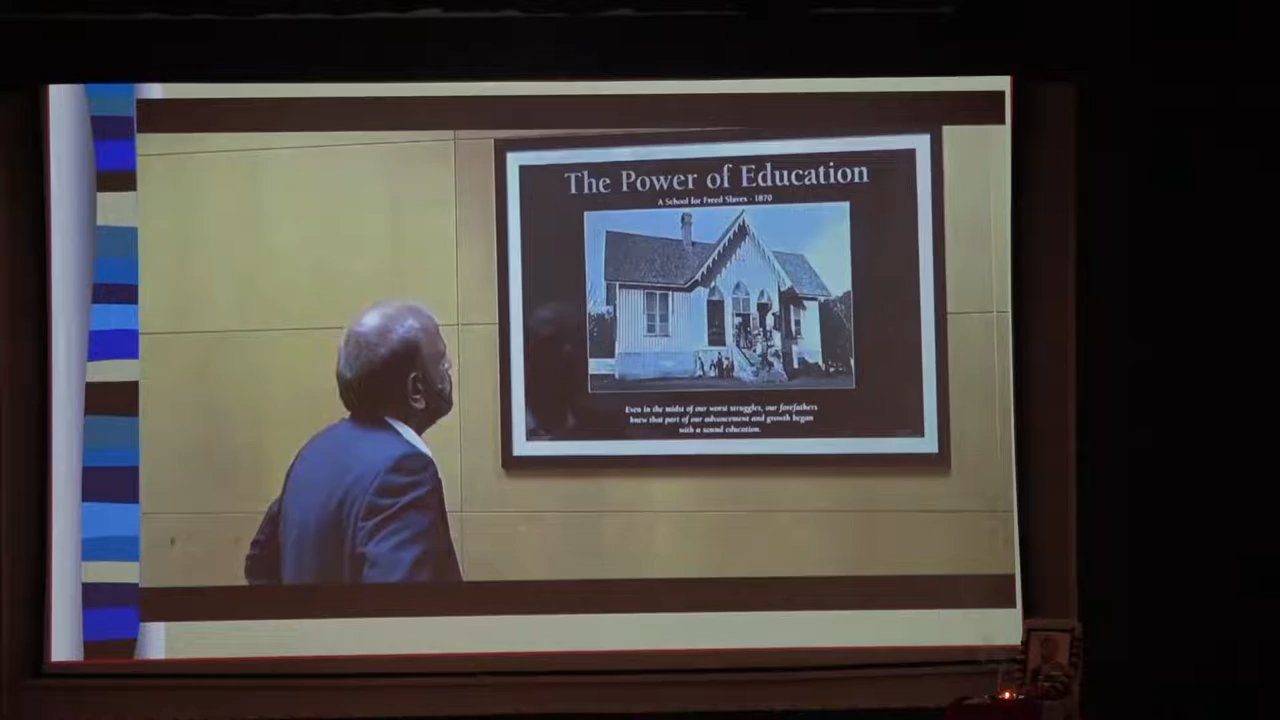 The Power of Education
A School for Freed Slaves - 1870
Even in the midst of our worst struggles, our forefathers
knew that part of our advancement and growth began
with a sound education.